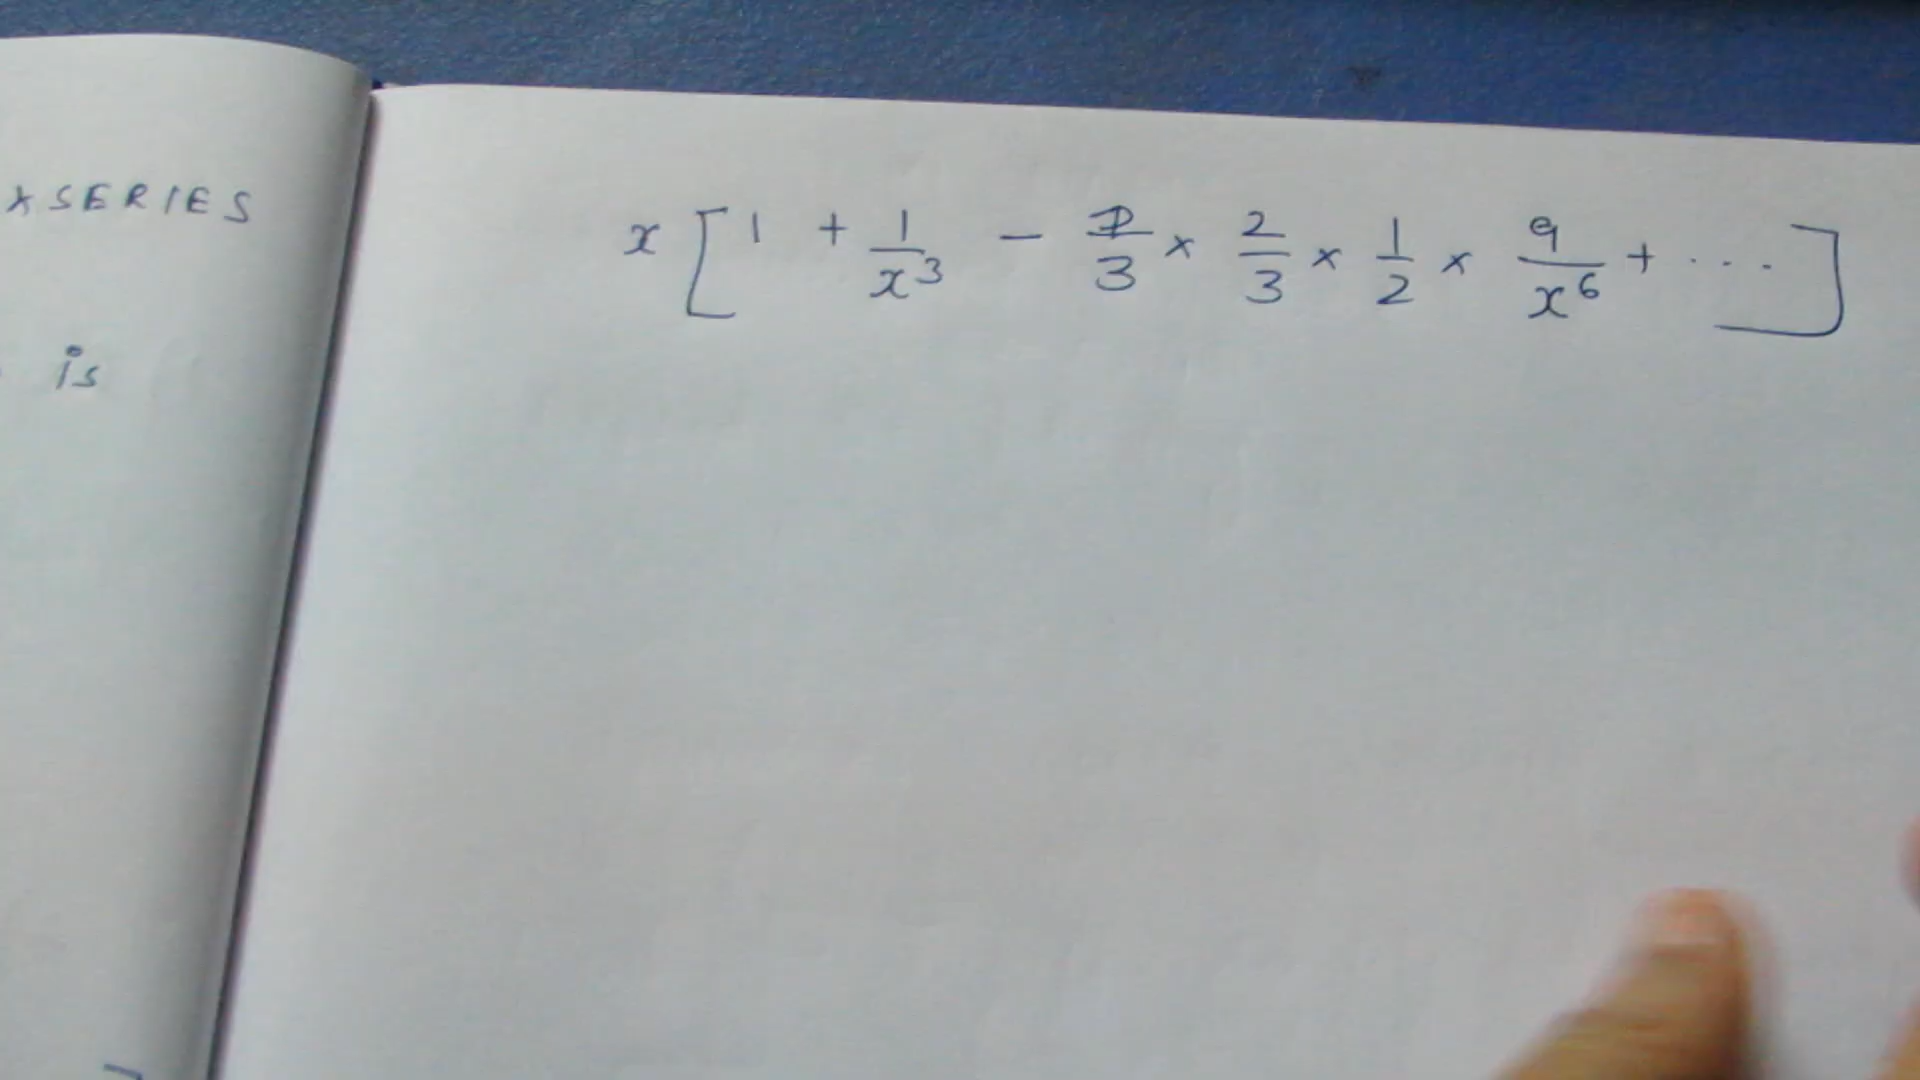 x SERIES
is
x [ 1 + 1/x³ - 1/3 × 2/3 × 1/2 × 9/x⁶ + ... ]